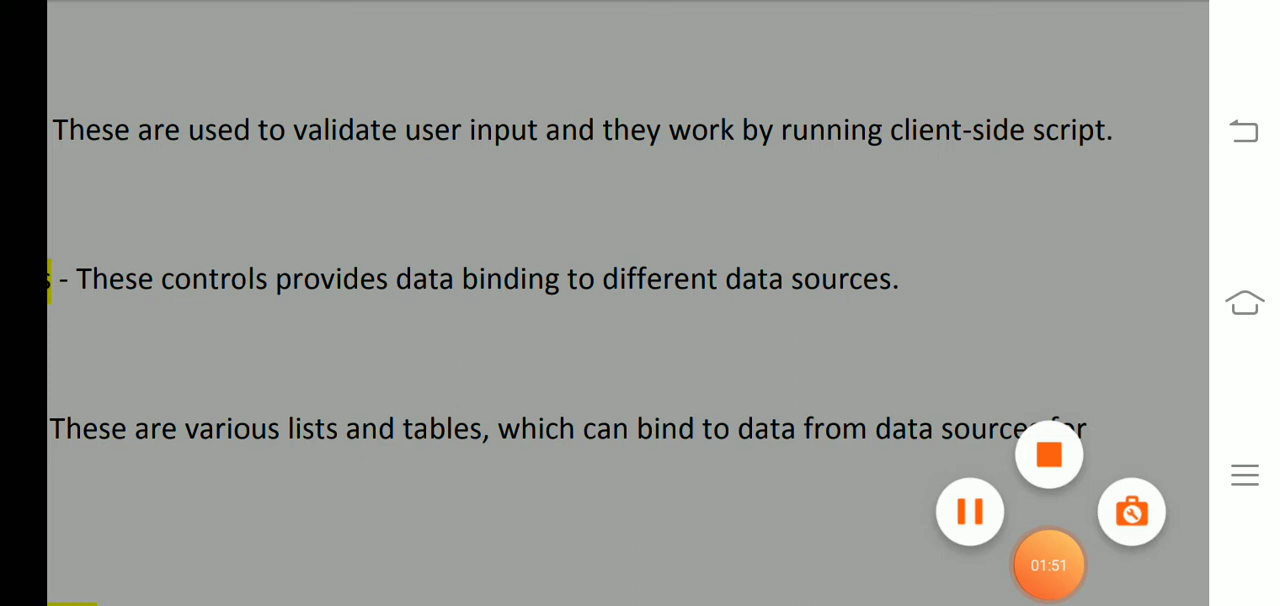 These are used to validate user input and they work by running client-side script.
- These controls provides data binding to different data sources.
These are various lists and tables, which can bind to data from data sources for
01:51